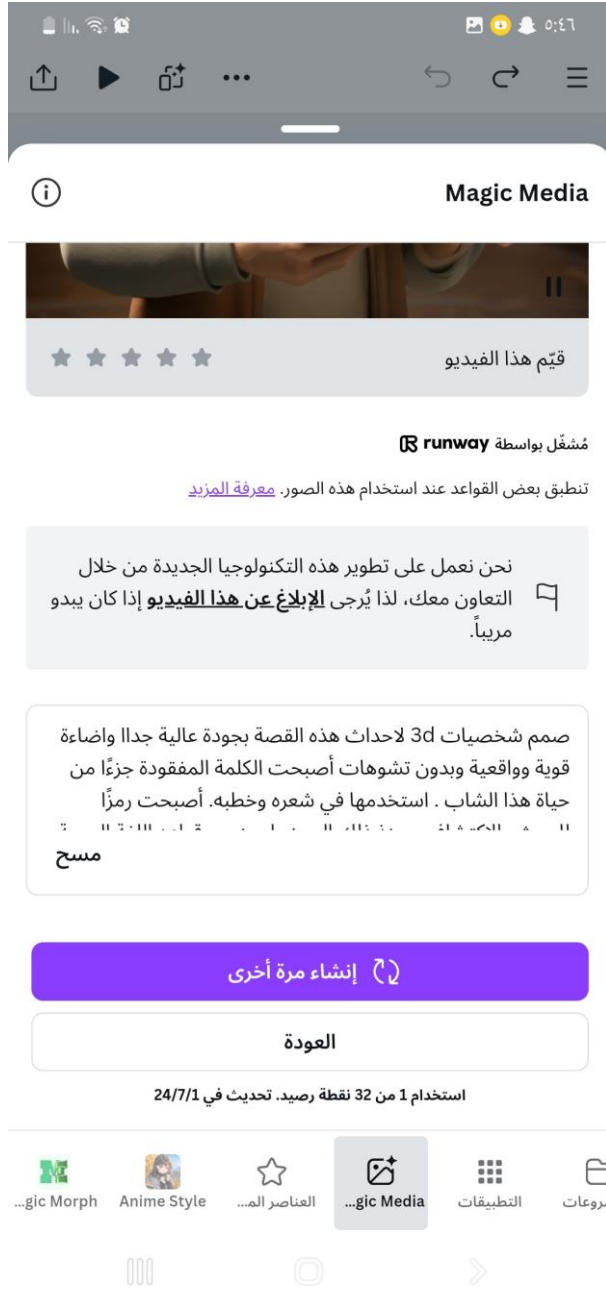 ٥:٤٦
Magic Media
قيّم هذا الفيديو
مُشغّل بواسطة runway
تنطبق بعض القواعد عند استخدام هذه الصور. معرفة المزيد
نحن نعمل على تطوير هذه التكنولوجيا الجديدة من خلال
التعاون معك، لذا يُرجى الإبلاغ عن هذا الفيديو إذا كان يبدو
مريباً.
صمم شخصيات 3d لاحداث هذه القصة بجودة عالية جداا واضاءة
قوية وواقعية وبدون تشوهات أصبحت الكلمة المفقودة جزءًا من
حياة هذا الشاب . استخدمها في شعره وخطبه. أصبحت رمزًا
مسح
إنشاء مرة أخرى
العودة
استخدام 1 من 32 نقطة رصيد. تحديث في 24/7/1
روعات
التطبيقات
gic Media...
العناصر الم...
Anime Style
gic Morph...